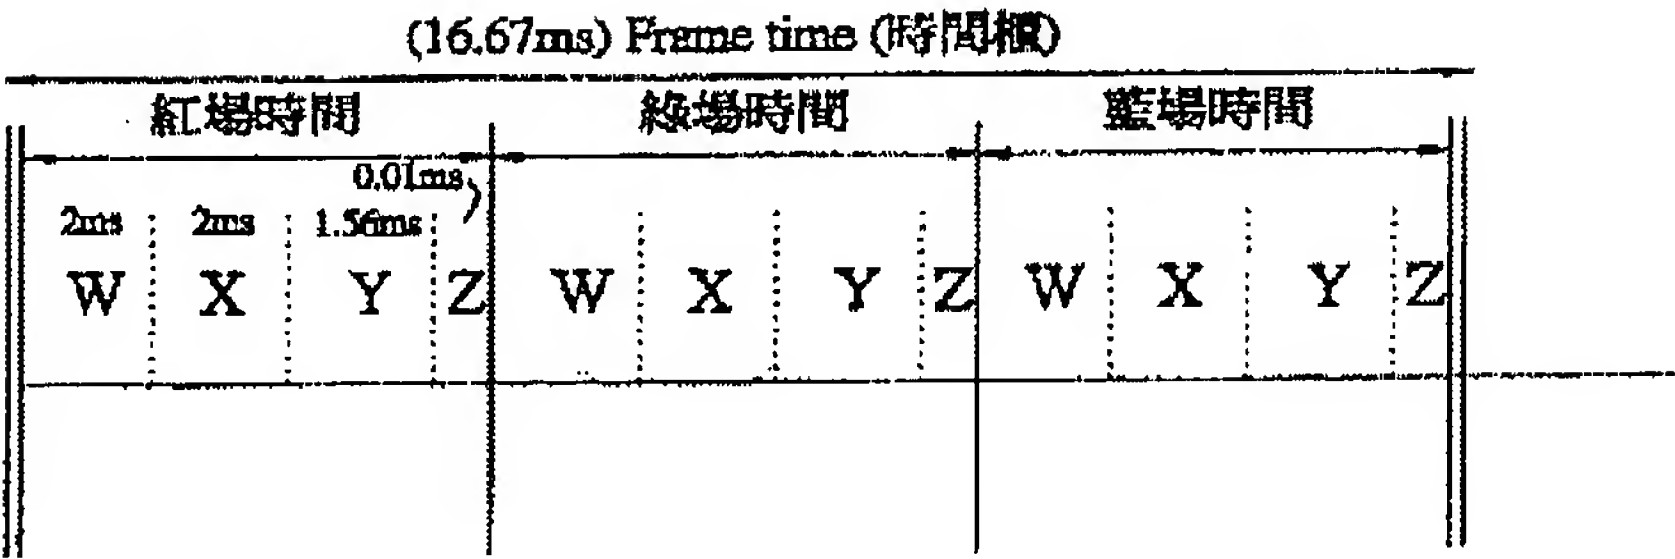 (16.67ms) Frame time (時間欄)
紅場時間 綠場時間 藍場時間
0.01ms
2ms 2ms 1.56ms
W X Y Z W X Y Z W X Y Z